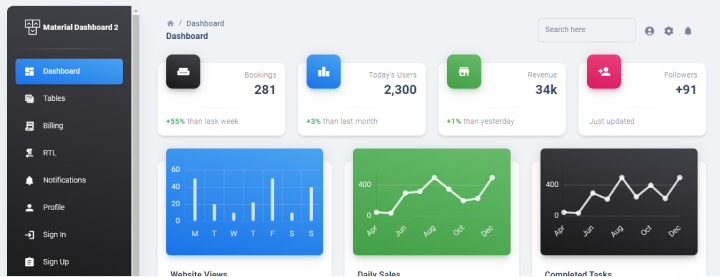 Material Dashboard 2
Dashboard
Tables
Billing
RTL
Notifications
Profile
Sign In
Sign Up
/ Dashboard
Dashboard
Search here
Bookings
281
+55% than lask week
Today's Users
2,300
+3% than last month
Revenue
34k
+1% than yesterday
Followers
+91
Just updated
60
40
20
0
M T W T F S S
Website Views
400
0
Apr Jun Aug Oct Dec
Daily Sales
400
0
Apr Jun Aug Oct Dec
Completed Tasks